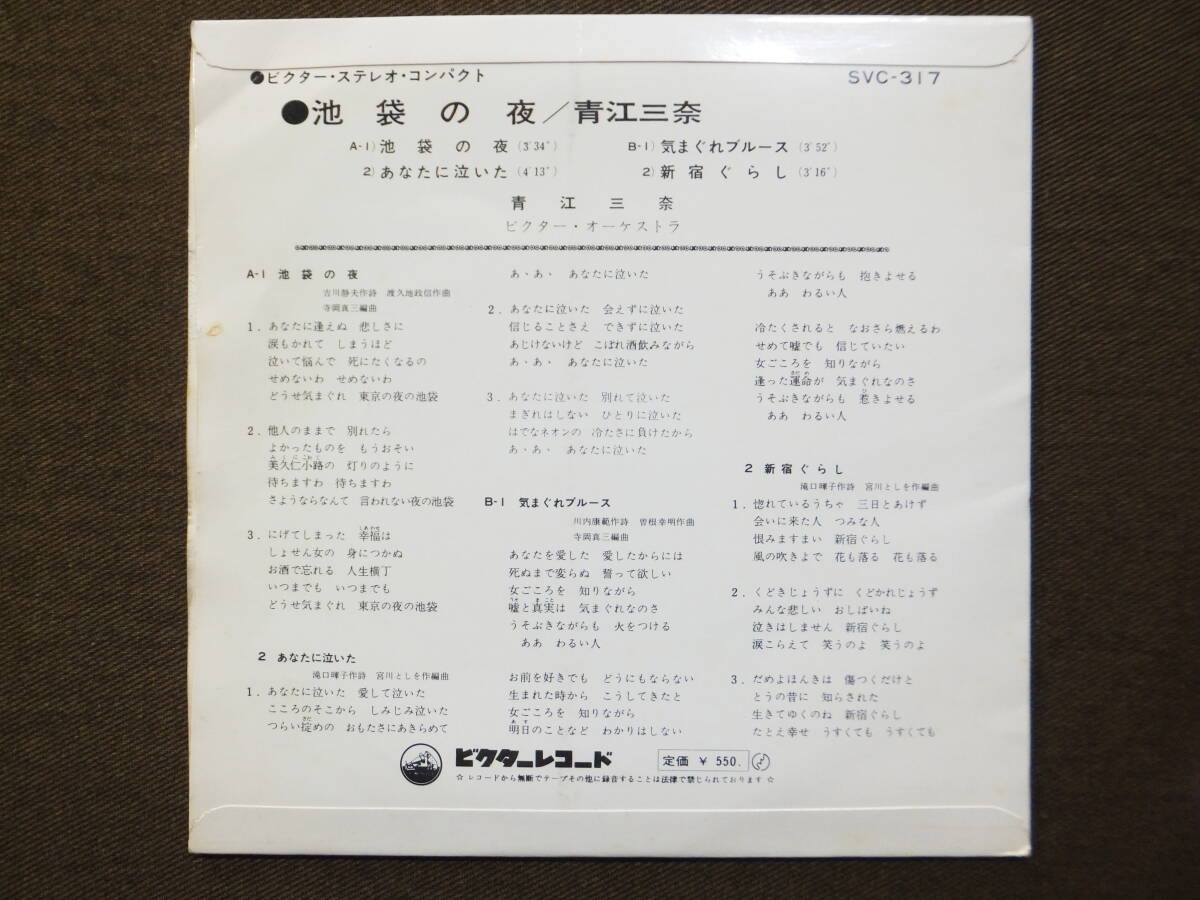 ●ビクター・ステレオ・コンパクト
SVC-317
●池袋の夜／青江三奈
A-1) 池袋の夜 (3'34")
2) あなたに泣いた (4'13")
B-1) 気まぐれブルース (3'52")
2) 新宿ぐらし (3'16")
青江三奈
ビクター・オーケストラ
A-1 池袋の夜
吉川静夫作詩 渡久地政信作曲
寺岡真三編曲
1. あなたに逢えぬ 悲しさに
涙もかれて しまうほど
泣いて悩んで 死にたくなるの
せめないわ せめないわ
どうせ気まぐれ 東京の夜の池袋
2. 他人のままで 別れたら
よかったものを もうおそい
美久仁小路の 灯りのように
待ちますわ 待ちますわ
さようならなんて 言われない夜の池袋
3. にげてしまった 幸福は
しょせん女の 身につかぬ
お酒で忘れる 人生横丁
いつまでも いつまでも
どうせ気まぐれ 東京の夜の池袋
2 あなたに泣いた
滝口暉子作詩 宮川としを作編曲
1. あなたに泣いた 愛して泣いた
こころのそこから しみじみ泣いた
つらい掟めの おもたさにあきらめて
あ、あ、 あなたに泣いた
2. あなたに泣いた 会えずに泣いた
信じることさえ できずに泣いた
あじけないけど こぼれ酒飲みながら
あ、あ、 あなたに泣いた
3. あなたに泣いた 別れて泣いた
まぎれはしない ひとりに泣いた
はでなネオンの 冷たさに負けたから
あ、あ、 あなたに泣いた
B-1 気まぐれブルース
川内康範作詩 曽根幸明作曲
寺岡真三編曲
あなたを愛した 愛したからには
死ぬまで変らぬ 誓って欲しい
女ごころを 知りながら
嘘と真実は 気まぐれなのさ
うそぶきながらも 火をつける
ああ わるい人
お前を好きでも どうにもならない
生まれた時から こうしてきたと
女ごころを 知りながら
明日のことなど わかりはしない
うそぶきながらも 抱きよせる
ああ わるい人
冷たくされると なおさら燃えるわ
せめて嘘でも 信じていたい
女ごころを 知りながら
逢った運命が 気まぐれなのさ
うそぶきながらも 惹きよせる
ああ わるい人
2 新宿ぐらし
滝口暉子作詩 宮川としを作編曲
1. 惚れているうちゃ 三日とあけず
会いに来た人 つみな人
恨みますまい 新宿ぐらし
風の吹きよで 花も落る 花も落る
2. くどきじょうずに くどかれじょうず
みんな悲しい おしばいね
泣きはしません 新宿ぐらし
涙こらえて 笑うのよ 笑うのよ
3. だめよほんきは 傷つくだけと
とうの昔に 知らされた
生きてゆくのね 新宿ぐらし
たとえ幸せ うすくても うすくても
ビクターレコード
定価 ¥ 550.
☆ レコードから無断でテープその他に録音することは法律で禁じられております ☆